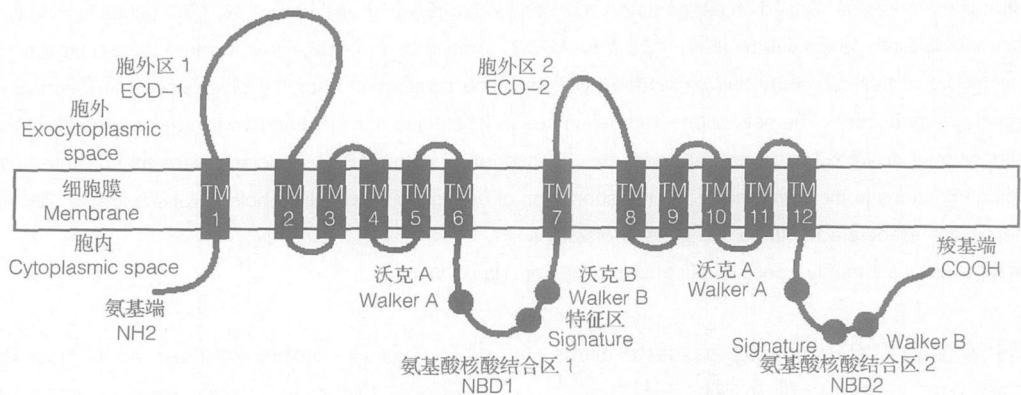 胞外区 1
ECD-1
胞外区 2
ECD-2
胞外
Exocytoplasmic
space
细胞膜
Membrane
TM
1
TM
2
TM
3
TM
4
TM
5
TM
6
TM
7
TM
8
TM
9
TM
10
TM
11
TM
12
胞内
Cytoplasmic space
氨基端
NH2
沃克 A
Walker A
沃克 B
Walker B
特征区
Signature
氨基酸核酸结合区 1
NBD1
沃克 A
Walker A
羧基端
COOH
Signature
Walker B
氨基酸核酸结合区 2
NBD2